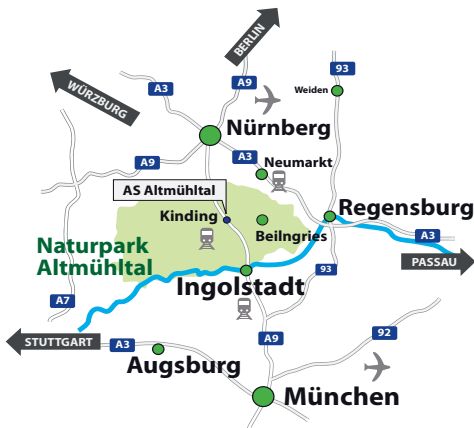 BERLIN
93
A9
WÜRZBURG
A3
Weiden
Nürnberg
A9
A3
Neumarkt
AS Altmühltal
Kinding
Beilngries
Regensburg
A3
Naturpark
Altmühltal
PASSAU
93
Ingolstadt
A7
STUTTGART
A3
A9
92
Augsburg
München